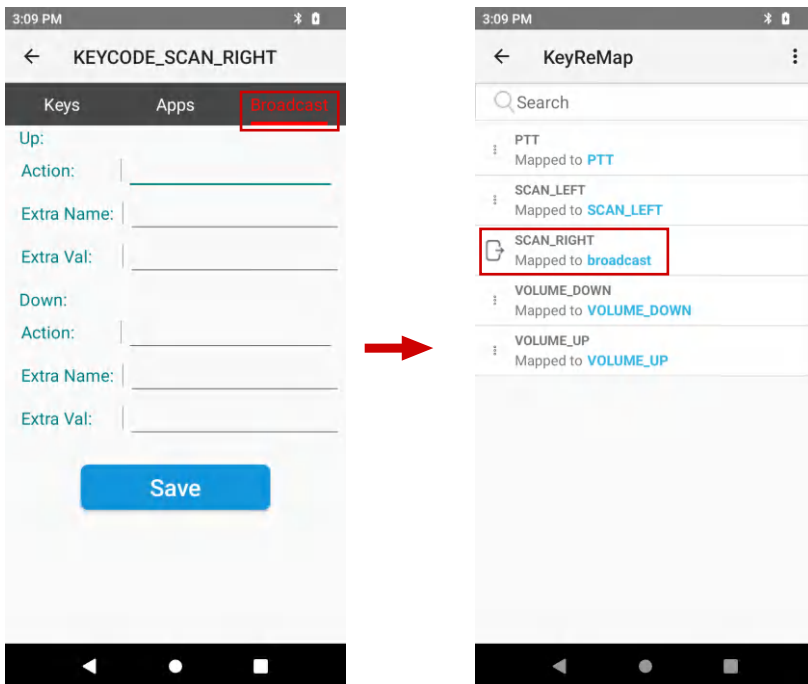 3:09 PM
KEYCODE_SCAN_RIGHT
Keys Apps Broadcast
Up:
Action:
Extra Name:
Extra Val:
Down:
Action:
Extra Name:
Extra Val:
Save
3:09 PM
KeyReMap
Search
PTT
Mapped to PTT
SCAN_LEFT
Mapped to SCAN_LEFT
SCAN_RIGHT
Mapped to broadcast
VOLUME_DOWN
Mapped to VOLUME_DOWN
VOLUME_UP
Mapped to VOLUME_UP